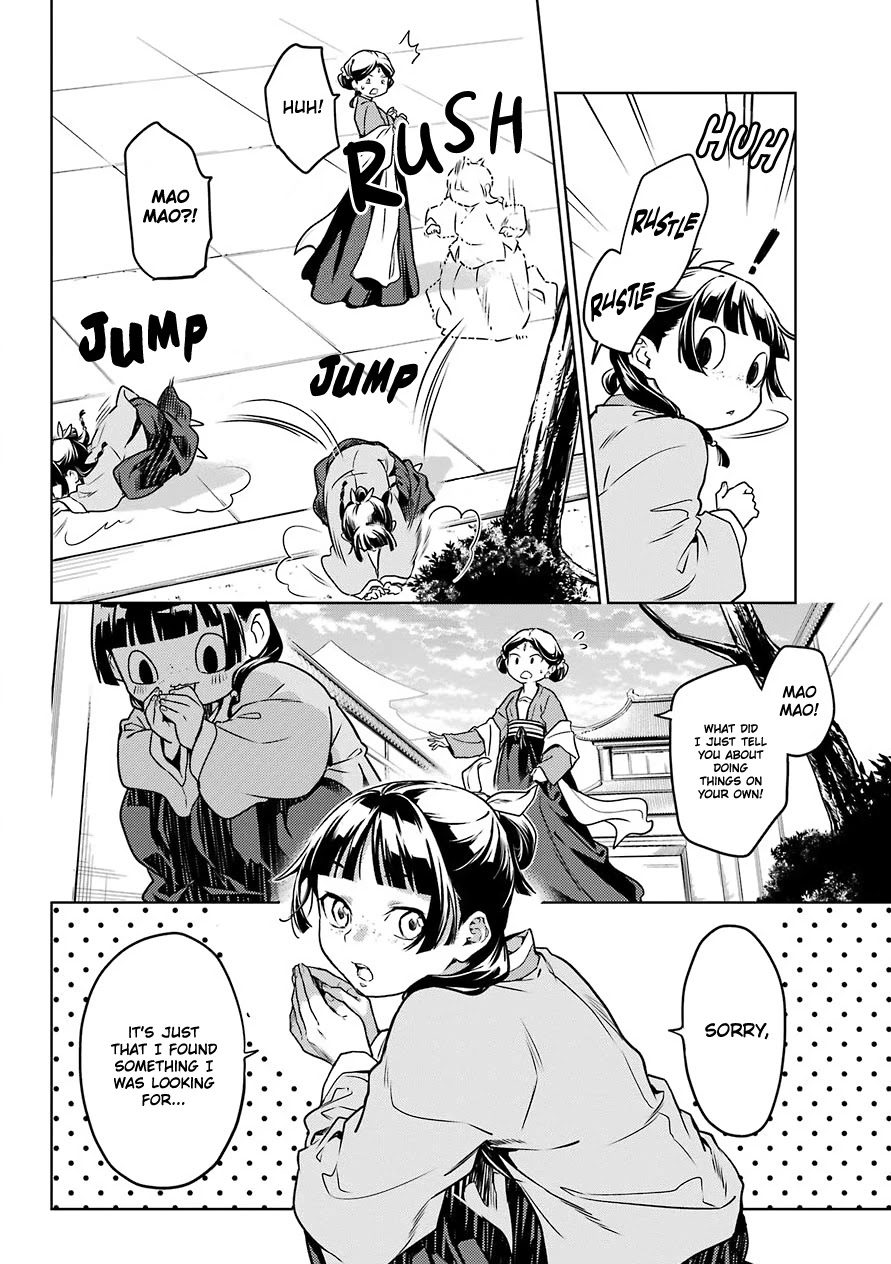 HUH
RUSTLE
RUSTLE
!
HUH!
RUSH
MAO
MAO?!
JUMP
JUMP
MAO
MAO!
WHAT DID
I JUST TELL
YOU ABOUT
DOING
THINGS ON
YOUR OWN!
SORRY,
IT'S JUST
THAT I FOUND
SOMETHING I
WAS LOOKING
FOR...